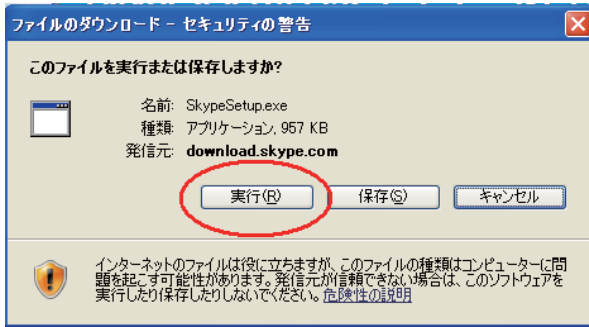 ファイルのダウンロード - セキュリティの警告
このファイルを実行または保存しますか?
名前: SkypeSetup.exe
種類: アプリケーション, 957 KB
発信元: download.skype.com
実行(R) 保存(S) キャンセル
インターネットのファイルは役に立ちますが、このファイルの種類はコンピューターに問
題を起こす可能性があります。発信元が信頼できない場合は、このソフトウェアを
実行したり保存したりしないでください。危険性の説明